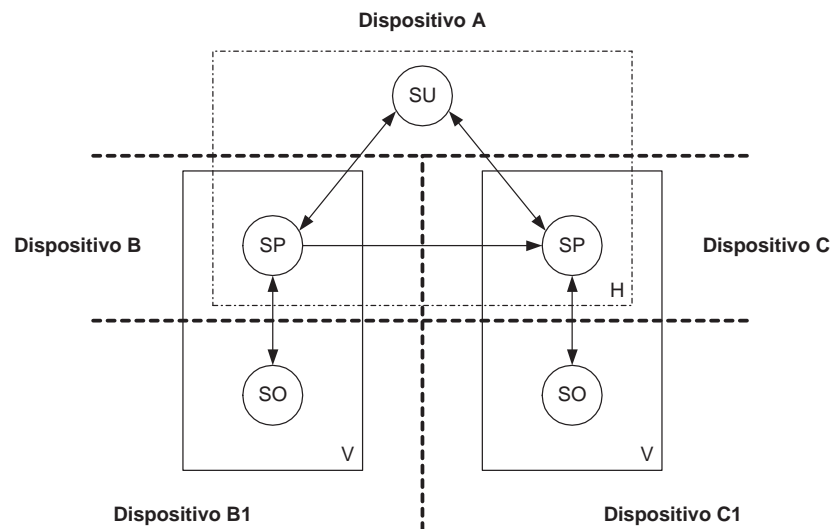 Dispositivo A
SU
Dispositivo B
SP
SP
Dispositivo C
H
SO
SO
V
V
Dispositivo B1
Dispositivo C1